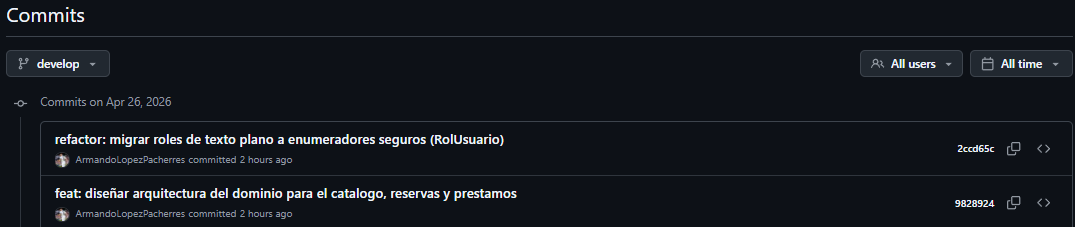 Commits
develop
All users
All time
Commits on Apr 26, 2026
refactor: migrar roles de texto plano a enumeradores seguros (RolUsuario)
2ccd65c
ArmandoLopezPacherres committed 2 hours ago
feat: diseñar arquitectura del dominio para el catalogo, reservas y prestamos
9828924
ArmandoLopezPacherres committed 2 hours ago